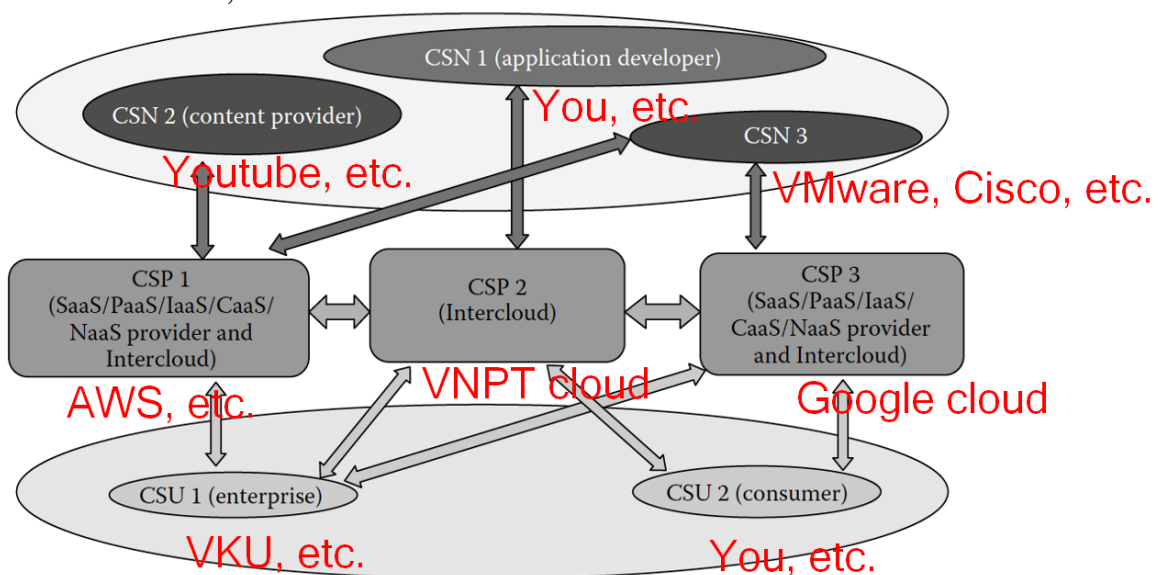 CSN 1 (application developer)
You, etc.
CSN 2 (content provider)
Youtube, etc.
CSN 3
VMware, Cisco, etc.
CSP 1
(SaaS/PaaS/IaaS/CaaS/
NaaS provider and
Intercloud)
AWS, etc.
CSP 2
(Intercloud)
VNPT cloud
CSP 3
(SaaS/PaaS/IaaS/
CaaS/NaaS provider
and Intercloud)
Google cloud
CSU 1 (enterprise)
VKU, etc.
CSU 2 (consumer)
You, etc.